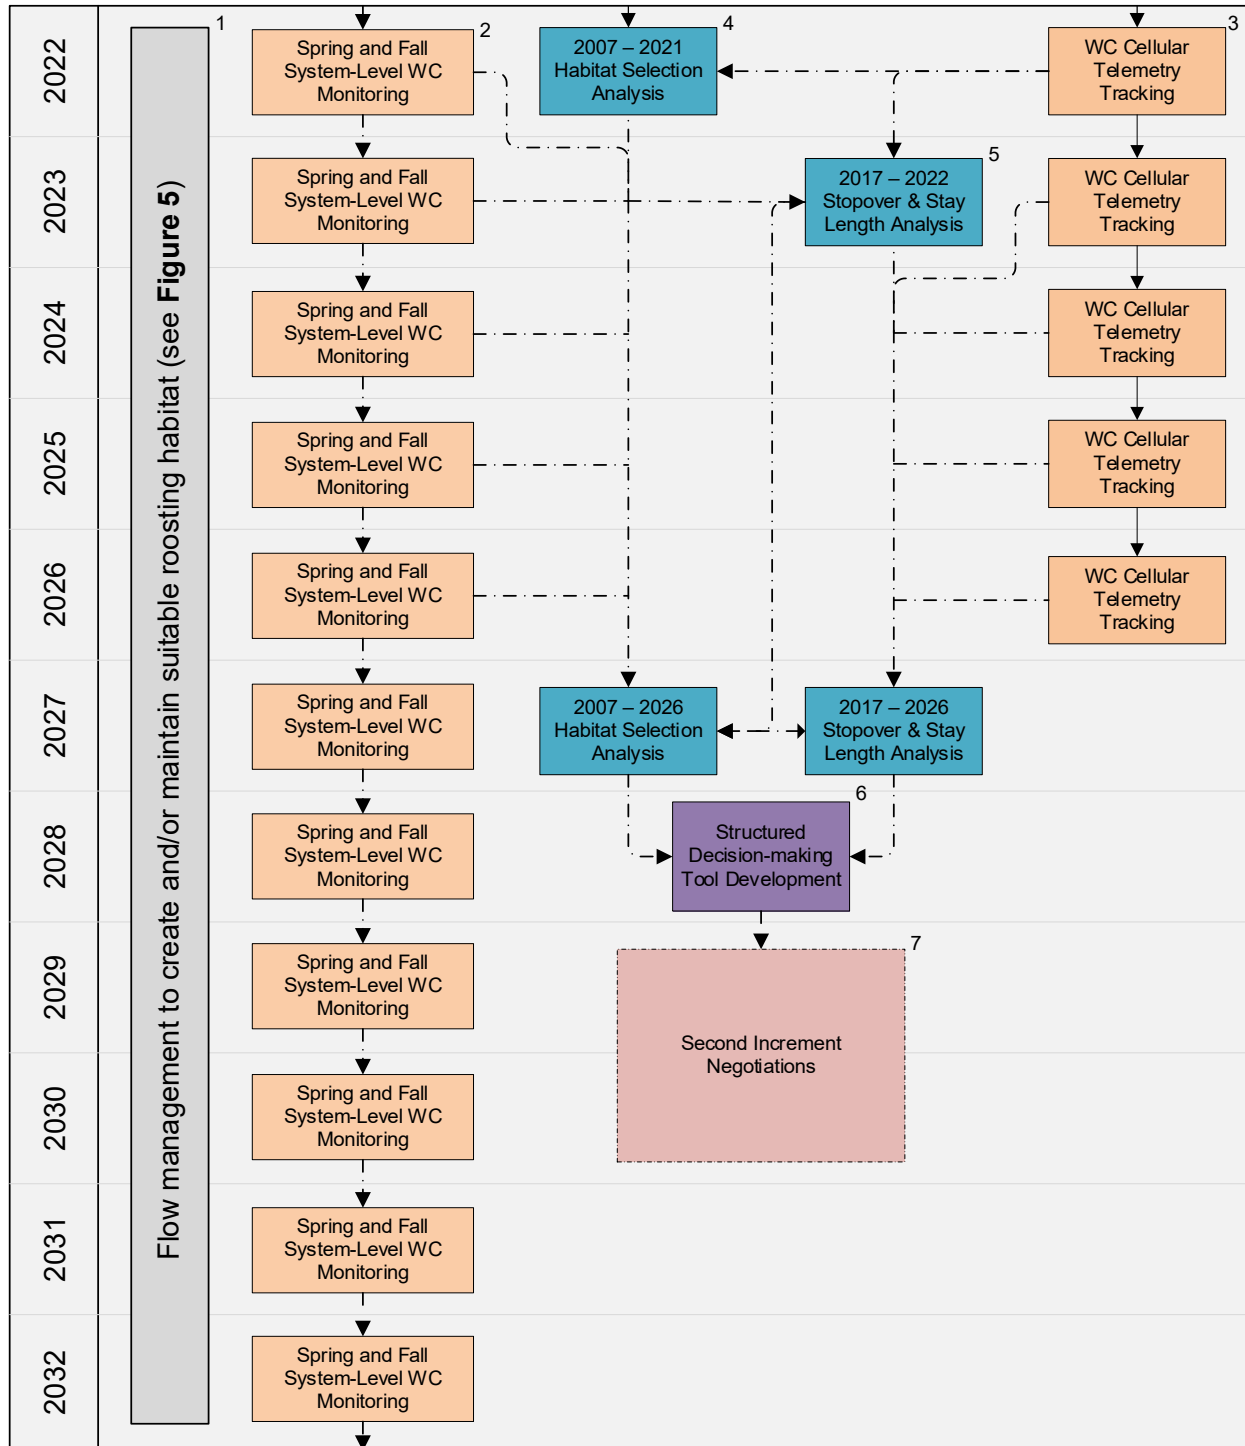 1
2
4
3
2022
Spring and Fall
System-Level WC
Monitoring
2007 – 2021
Habitat Selection
Analysis
WC Cellular
Telemetry
Tracking
Flow management to create and/or maintain suitable roosting habitat (see Figure 5)
2023
Spring and Fall
System-Level WC
Monitoring
5
2017 – 2022
Stopover & Stay
Length Analysis
WC Cellular
Telemetry
Tracking
2024
Spring and Fall
System-Level WC
Monitoring
WC Cellular
Telemetry
Tracking
2025
Spring and Fall
System-Level WC
Monitoring
WC Cellular
Telemetry
Tracking
2026
Spring and Fall
System-Level WC
Monitoring
WC Cellular
Telemetry
Tracking
2027
Spring and Fall
System-Level WC
Monitoring
2007 – 2026
Habitat Selection
Analysis
2017 – 2026
Stopover & Stay
Length Analysis
2028
Spring and Fall
System-Level WC
Monitoring
6
Structured
Decision-making
Tool Development
2029
Spring and Fall
System-Level WC
Monitoring
7
Second Increment
Negotiations
2030
Spring and Fall
System-Level WC
Monitoring
2031
Spring and Fall
System-Level WC
Monitoring
2032
Spring and Fall
System-Level WC
Monitoring